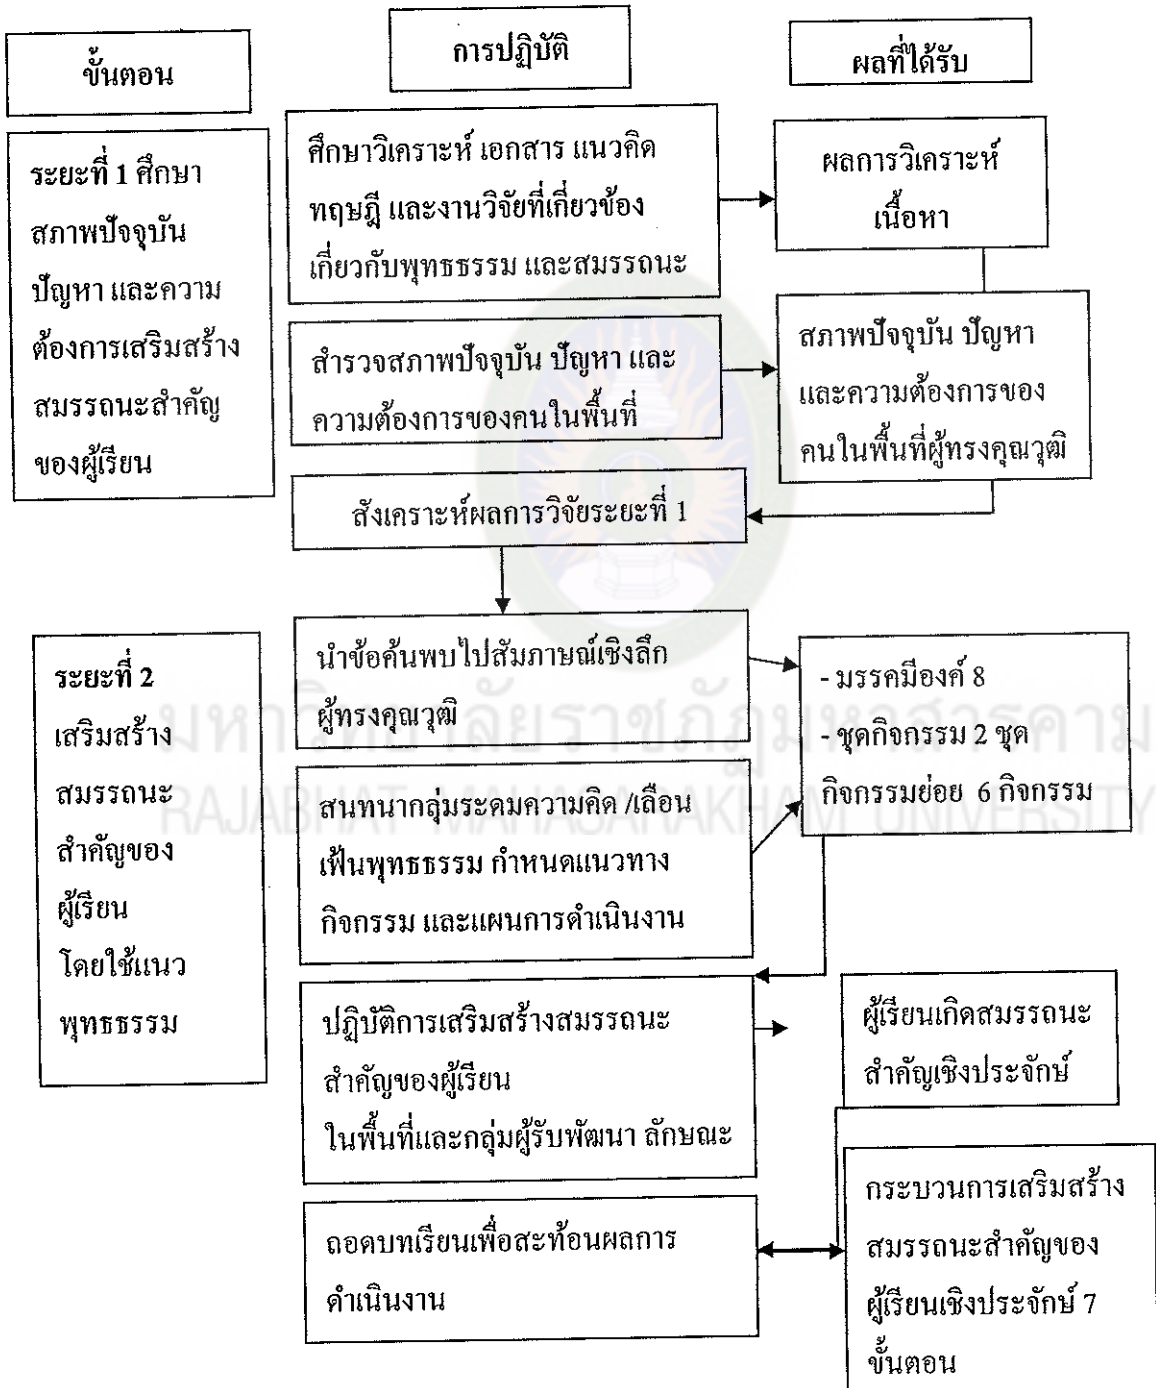 ขั้นตอน
การปฏิบัติ
ผลที่ได้รับ
ระยะที่ 1 ศึกษา
สภาพปัจจุบัน
ปัญหา และความ
ต้องการเสริมสร้าง
สมรรถนะสำคัญ
ของผู้เรียน
ศึกษาวิเคราะห์ เอกสาร แนวคิด
ทฤษฎี และงานวิจัยที่เกี่ยวข้อง
เกี่ยวกับพุทธธรรม และสมรรถนะ
ผลการวิเคราะห์
เนื้อหา
สำรวจสภาพปัจจุบัน ปัญหา และ
ความต้องการของคนในพื้นที่
สภาพปัจจุบัน ปัญหา
และความต้องการของ
คนในพื้นที่ผู้ทรงคุณวุฒิ
สังเคราะห์ผลการวิจัยระยะที่ 1
ระยะที่ 2
เสริมสร้าง
สมรรถนะ
สำคัญของ
ผู้เรียน
โดยใช้แนว
พุทธธรรม
นำข้อค้นพบไปสัมภาษณ์เชิงลึก
ผู้ทรงคุณวุฒิ
- มรรคมีองค์ 8
- ชุดกิจกรรม 2 ชุด
กิจกรรมย่อย 6 กิจกรรม
สนทนากลุ่มระดมความคิด /เลือก
เฟ้นพุทธธรรม กำหนดแนวทาง
กิจกรรม และแผนการดำเนินงาน
ปฏิบัติการเสริมสร้างสมรรถนะ
สำคัญของผู้เรียน
ในพื้นที่และกลุ่มผู้รับพัฒนา ลักษณะ
ผู้เรียนเกิดสมรรถนะ
สำคัญเชิงประจักษ์
ถอดบทเรียนเพื่อสะท้อนผลการ
ดำเนินงาน
กระบวนการเสริมสร้าง
สมรรถนะสำคัญของ
ผู้เรียนเชิงประจักษ์ 7
ขั้นตอน
มหาวิทยาลัยราชภัฏมหาสารคาม
RAJABHAT MAHASARAKHAM UNIVERSITY